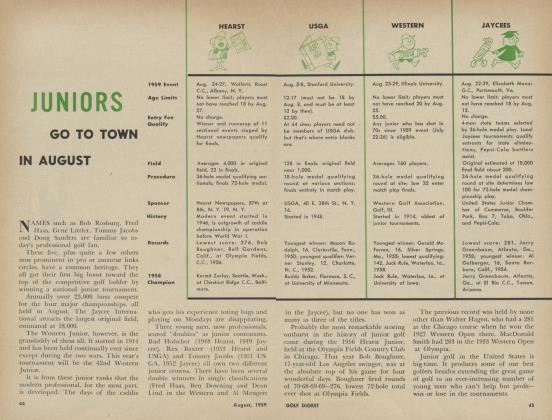 JUNIORS
GO TO TOWN
IN AUGUST
HEARST
USGA
WESTERN
JAYCEES
1959 Event
Aug. 24-27, Wolferts Roost
C.C., Albany, N. Y.
Aug. 5-8, Stanford University.
Aug. 25-29, Illinois University.
Aug. 22-29, Elizabeth Manor
G.C., Portsmouth, Va.
Age Limits
No lower limit; players must
not have reached 18 by Aug.
27.
12-17 (must not be 18 by
Aug. 8, and must be at least
12 by then).
No lower limit; players must
not have reached 20 by Aug.
25.
No lower limit; players must
not have reached 18 by Aug.
15.
Entry Fee
No charge.
$2.00.
$5.00.
No charge.
Qualify
Winner and runnerup of 11
sectional events staged by
Hearst newspapers qualify
for finals.
At 44 sites; players need not
be members of USGA club,
but that's where entry blanks
are.
Any junior who has shot in
70s since 1959 event (July
22-26) is eligible.
4-man state teams selected
by 36-hole medal play. Local
Jaycees tournaments qualify
entrants for state eliminations,
Pepsi-Cola bottlers
assist.
Field
Averages 4,000 in original
field, 22 in finals.
128 in finals; original field
near 1,000.
Averages 160 players.
Original estimated at 18,000
final field about 200.
Procedure
36-hole medal qualifying sectionals;
finals 72-hole medal.
18-hole medal qualifying
round at various sections;
finals entirely in match play.
36-hole medal qualifying
round at site; low 32 enter
match play finals.
36-hole medal qualifying
round at site determines low
100 for 72-hole medal championship
play.
Sponsor
Hearst Newspapers, 57th at
8th, N. Y. 19, N. Y.
USGA, 40 E. 38th St., N. Y.
16.
Western Golf Association,
Golf, Ill.
United States Junior Chamber
of Commerce, Boulder
Park, Box 7, Tulsa, Okla.,
and Pepsi-Cola.
History
Modern event started in
1946, is outgrowth of caddie
championship in operation
before World War I.
Started in 1948.
Started in 1914, oldest of
junior tournaments.
Records
Lowest score: 276, Bob
Boughner, Bell Gardens,
Calif., at Olympia Fields,
C.C., 1956.
Youngest winner: Mason Rudolph,
16, Clarksville, Tenn.,
1950; youngest qualifier: Verner
Stanley, 12, Charlotte,
N. C., 1952.
Youngest winner: Gerald McFerren,
16, Silver Springs,
Mo., 1955; lowest qualifying:
142, Jack Rule, Waterloo, Ia.,
1958.
Lowest score: 281, Jerry
Greenbaum, Atlanta, Ga.,
1958; youngest winner: Al
Geiberger, 16, Santa Barbara,
Calif., 1954.
1958
Champion
Kermit Zarley, Seattle, Wash.,
at Chestnut Ridge C.C., Baltimore.
Buddy Baker, Florence, S. C.,
at University of Minnesota.
Jack Rule, Waterloo, Ia., at
University of Iowa.
Jerry Greenbaum, Atlanta,
Ga., at El Rio C.C., Tucson,
Arizona.
NAMES such as Bob Rosburg, Fred
Haas, Gene Littler, Tommy Jacobs
and Doug Sanders are familiar to today's
professional golf fan.
These five, plus quite a few others
now prominent in pro or amateur links
circles, have a common heritage. They
all got their first big boost toward the
top of the competitive golf ladder by
winning a national junior tournament.
Annually over 25,000 boys compete
for the four major championships, all
held in August. The Jaycee International
attracts the largest original field,
estimated at 18,000.
The Western Junior, however, is the
granddaddy of them all. It started in 1914
and has been held continually ever since
except during the two wars. This year's
tournament will be the 42nd Western
Junior.
It is from these junior ranks that the
modern professional, for the most part,
is developed. The days of the caddie
who gets his experience toting bags and
playing on Mondays are disappearing.
Three young men, now professionals,
scored "doubles" as junior contestants.
Bud Holscher (1948 Hearst, 1949 Jaycee),
Rex Baxter (1953 Hearst and
USGA) and Tommy Jacobs (1951 USGA,
1952 Jaycee) all own two different
junior crowns. There have been several
double winners in single classifications
(Fred Haas, Ben Downing and Dean
Lind in the Western and Al Mengert
in the Jaycee), but no one has won as
many as three of the titles.
Probably the most remarkable scoring
outburst in the history of junior golf
came during the 1956 Hearst Junior,
held at the Olympia Fields Country Club
in Chicago. That year Bob Boughner,
17-year-old Los Angeles swinger, was at
the absolute top of his game for four
wonderful days. Boughner fired rounds
of 70-68-69-69—276, lowest 72-hole total
ever shot at Olympia Fields.
The previous record was held by none
other than Walter Hagen, who had a 281
at the Chicago course when he won the
1927 Western Open there. MacDonald
Smith had 283 in the 1933 Western Open
at Olympia.
Junior golf in the United States is
big-time. It produces some of our best
golfers besides extending the great game
of golf to an ever-increasing number of
young men who can't help but profit—
win or lose in the tournaments.
44
August, 1959
GOLF DIGEST
45